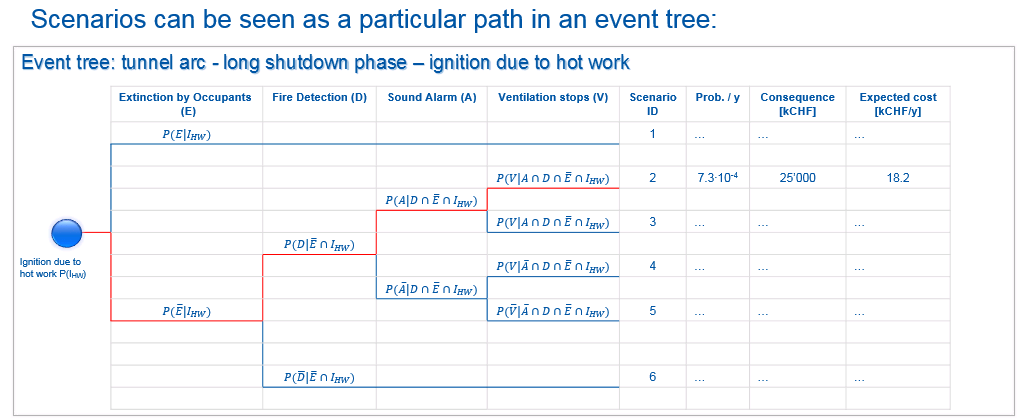 Scenarios can be seen as a particular path in an event tree:
Event tree: tunnel arc - long shutdown phase – ignition due to hot work
Extinction by Occupants (E) Fire Detection (D) Sound Alarm (A) Ventilation stops (V) Scenario ID Prob. / y Consequence [kCHF] Expected cost [kCHF/y]
P(E|I_HW) 1 ... ... ...
P(V|A ∩ D ∩ E̅ ∩ I_HW) 2 7.3·10⁻⁴ 25'000 18.2
P(A|D ∩ E̅ ∩ I_HW)
P(V|A ∩ D ∩ E̅ ∩ I_HW) 3 ... ... ...
P(D|E̅ ∩ I_HW)
Ignition due to
hot work P(I_HW)
P(V|A̅ ∩ D ∩ E̅ ∩ I_HW) 4 ... ... ...
P(A̅|D ∩ E̅ ∩ I_HW)
P(E̅|I_HW) P(V̅|A̅ ∩ D ∩ E̅ ∩ I_HW) 5 ... ... ...
P(D̅|E̅ ∩ I_HW) 6 ... ... ...